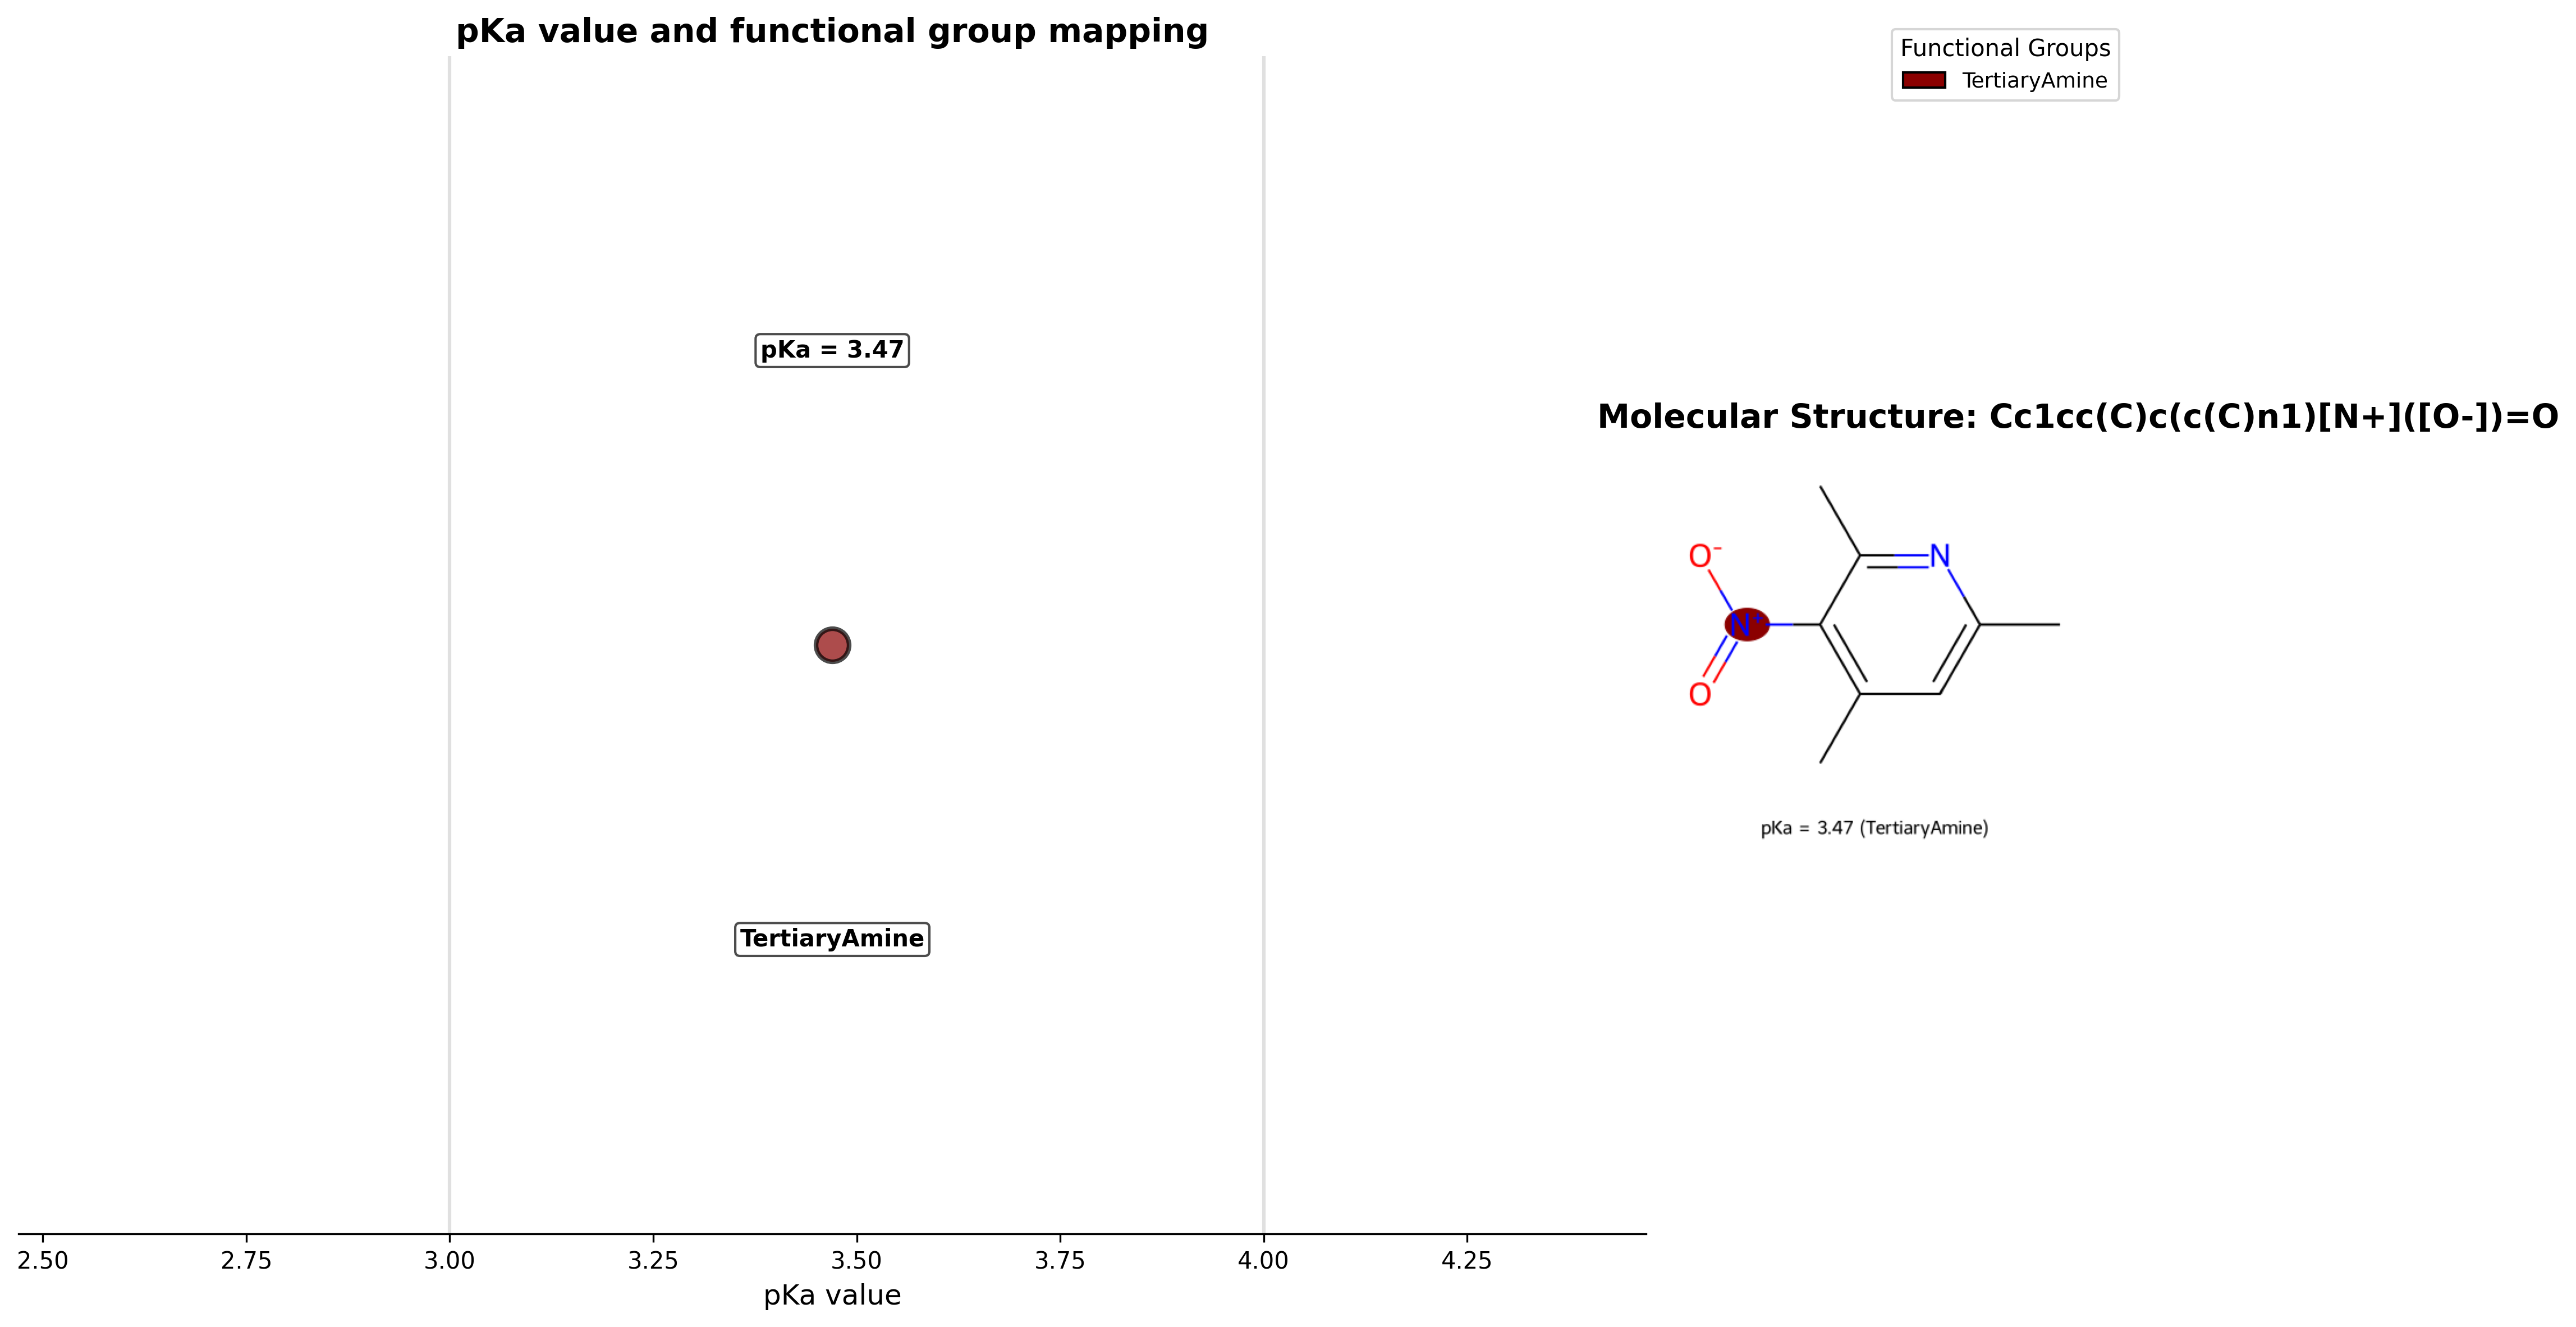 pKa value and functional group mapping
pKa = 3.47
TertiaryAmine
2.50 2.75 3.00 3.25 3.50 3.75 4.00 4.25
pKa value
Functional Groups
TertiaryAmine
Molecular Structure: Cc1cc(C)c(c(C)n1)[N+]([O-])=O
O⁻
N
N⁺
O
pKa = 3.47 (TertiaryAmine)